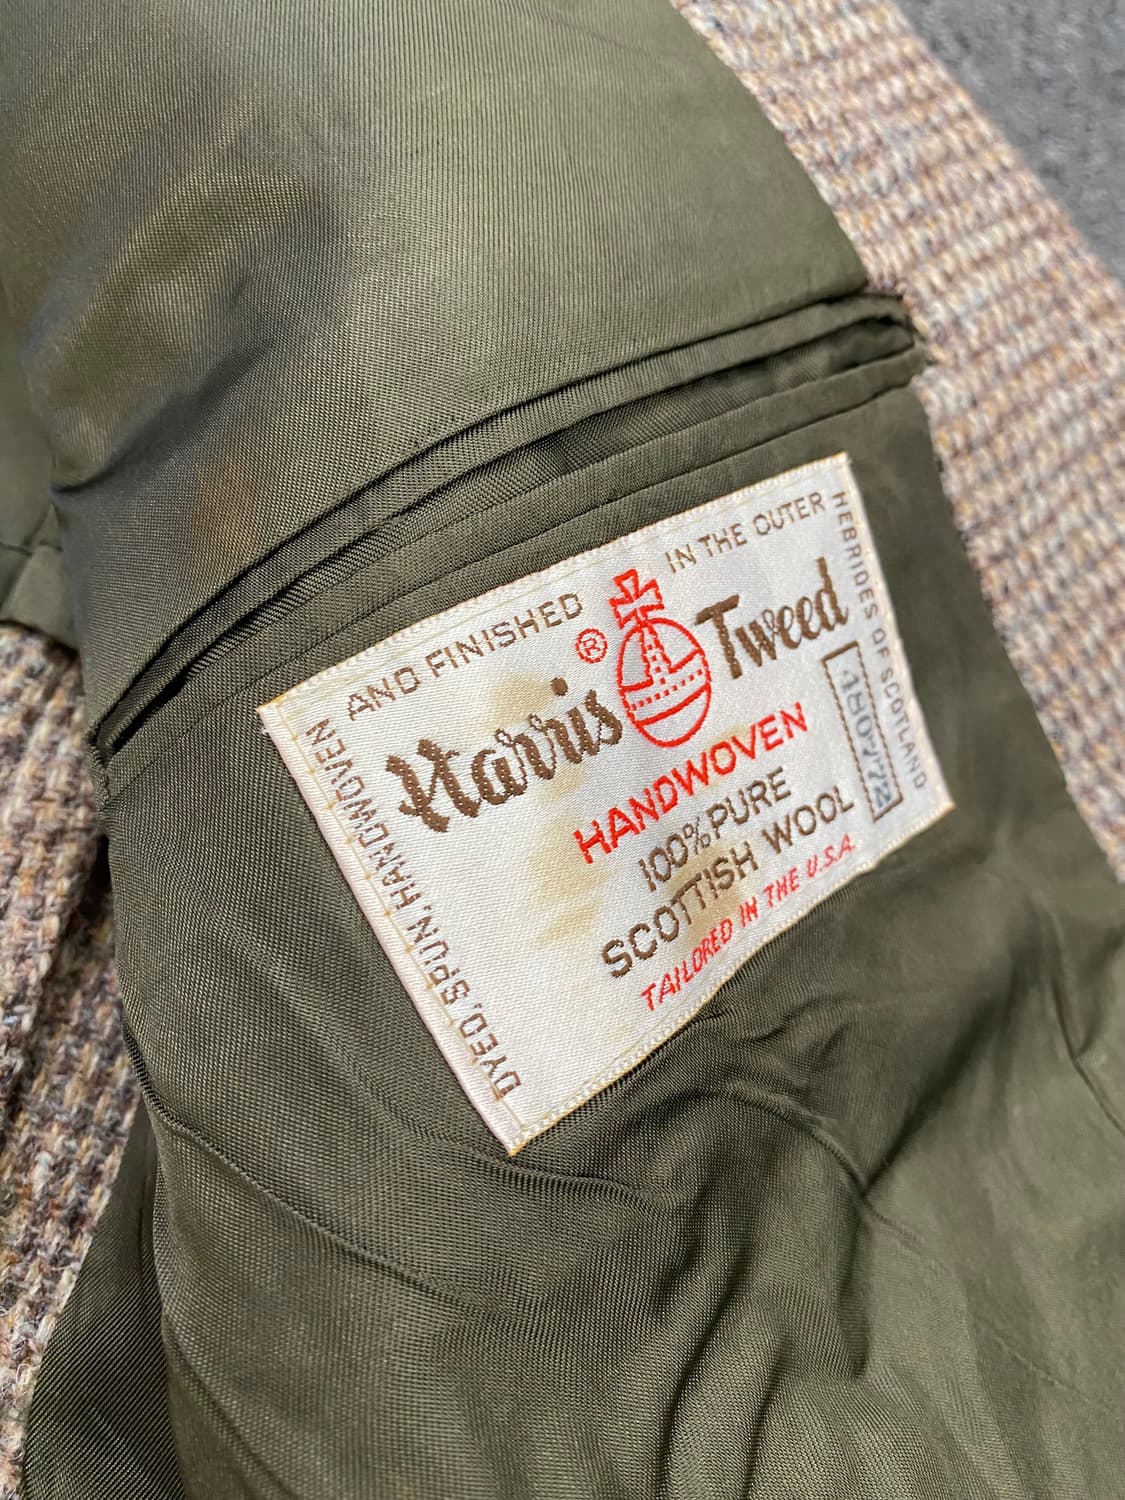 DYED, SPUN, HANDWOVEN
AND FINISHED IN THE OUTER
HEBRIDES OF SCOTLAND
®
Harris Tweed
HANDWOVEN
100% PURE
SCOTTISH WOOL
TAILORED IN THE U.S.A.